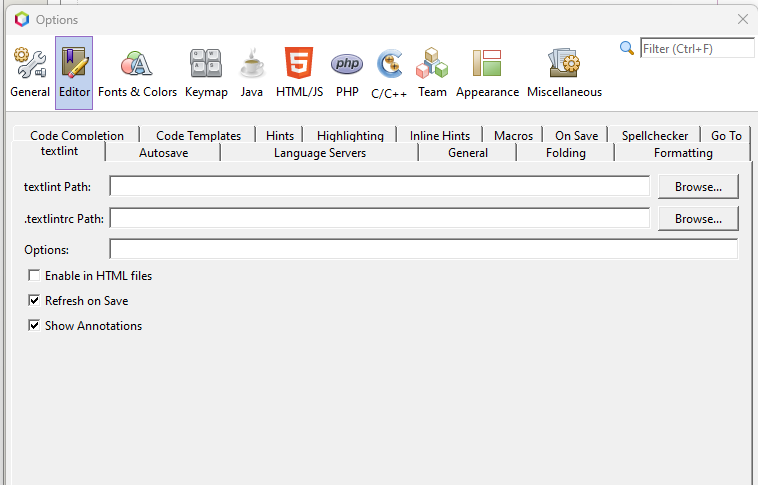 Options
Filter (Ctrl+F)
General Editor Fonts & Colors Keymap Java HTML/JS PHP C/C++ Team Appearance Miscellaneous
Code Completion Code Templates Hints Highlighting Inline Hints Macros On Save Spellchecker Go To
textlint Autosave Language Servers General Folding Formatting
textlint Path: Browse...
.textlintrc Path: Browse...
Options:
Enable in HTML files
Refresh on Save
Show Annotations